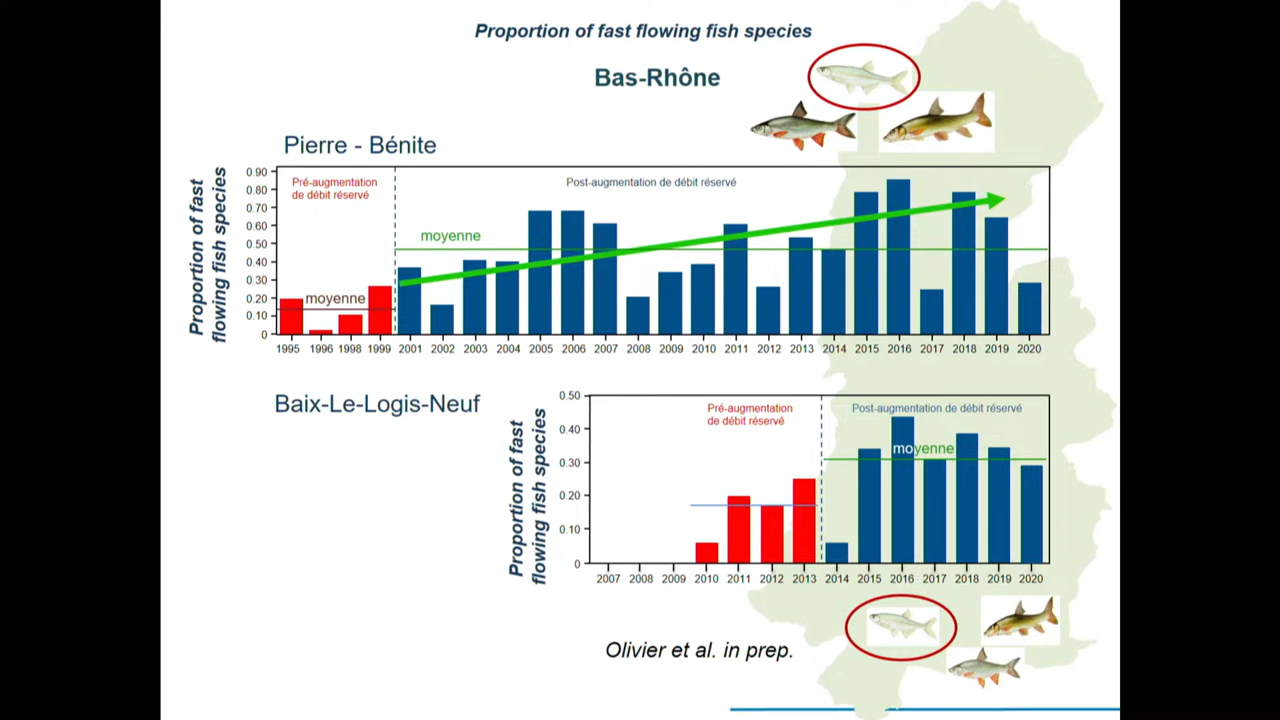 Proportion of fast flowing fish species
Bas-Rhône
Pierre - Bénite
Proportion of fast
flowing fish species
0.90
0.80
0.70
0.60
0.50
0.40
0.30
0.20
0.10
0
Pré-augmentation
de débit réservé
Post-augmentation de débit réservé
moyenne
moyenne
1995 1996 1998 1999 2001 2002 2003 2004 2005 2006 2007 2008 2009 2010 2011 2012 2013 2014 2015 2016 2017 2018 2019 2020
Baix-Le-Logis-Neuf
Proportion of fast
flowing fish species
0.50
0.40
0.30
0.20
0.10
0
Pré-augmentation
de débit réservé
Post-augmentation de débit réservé
moyenne
2007 2008 2009 2010 2011 2012 2013 2014 2015 2016 2017 2018 2019 2020
Olivier et al. in prep.